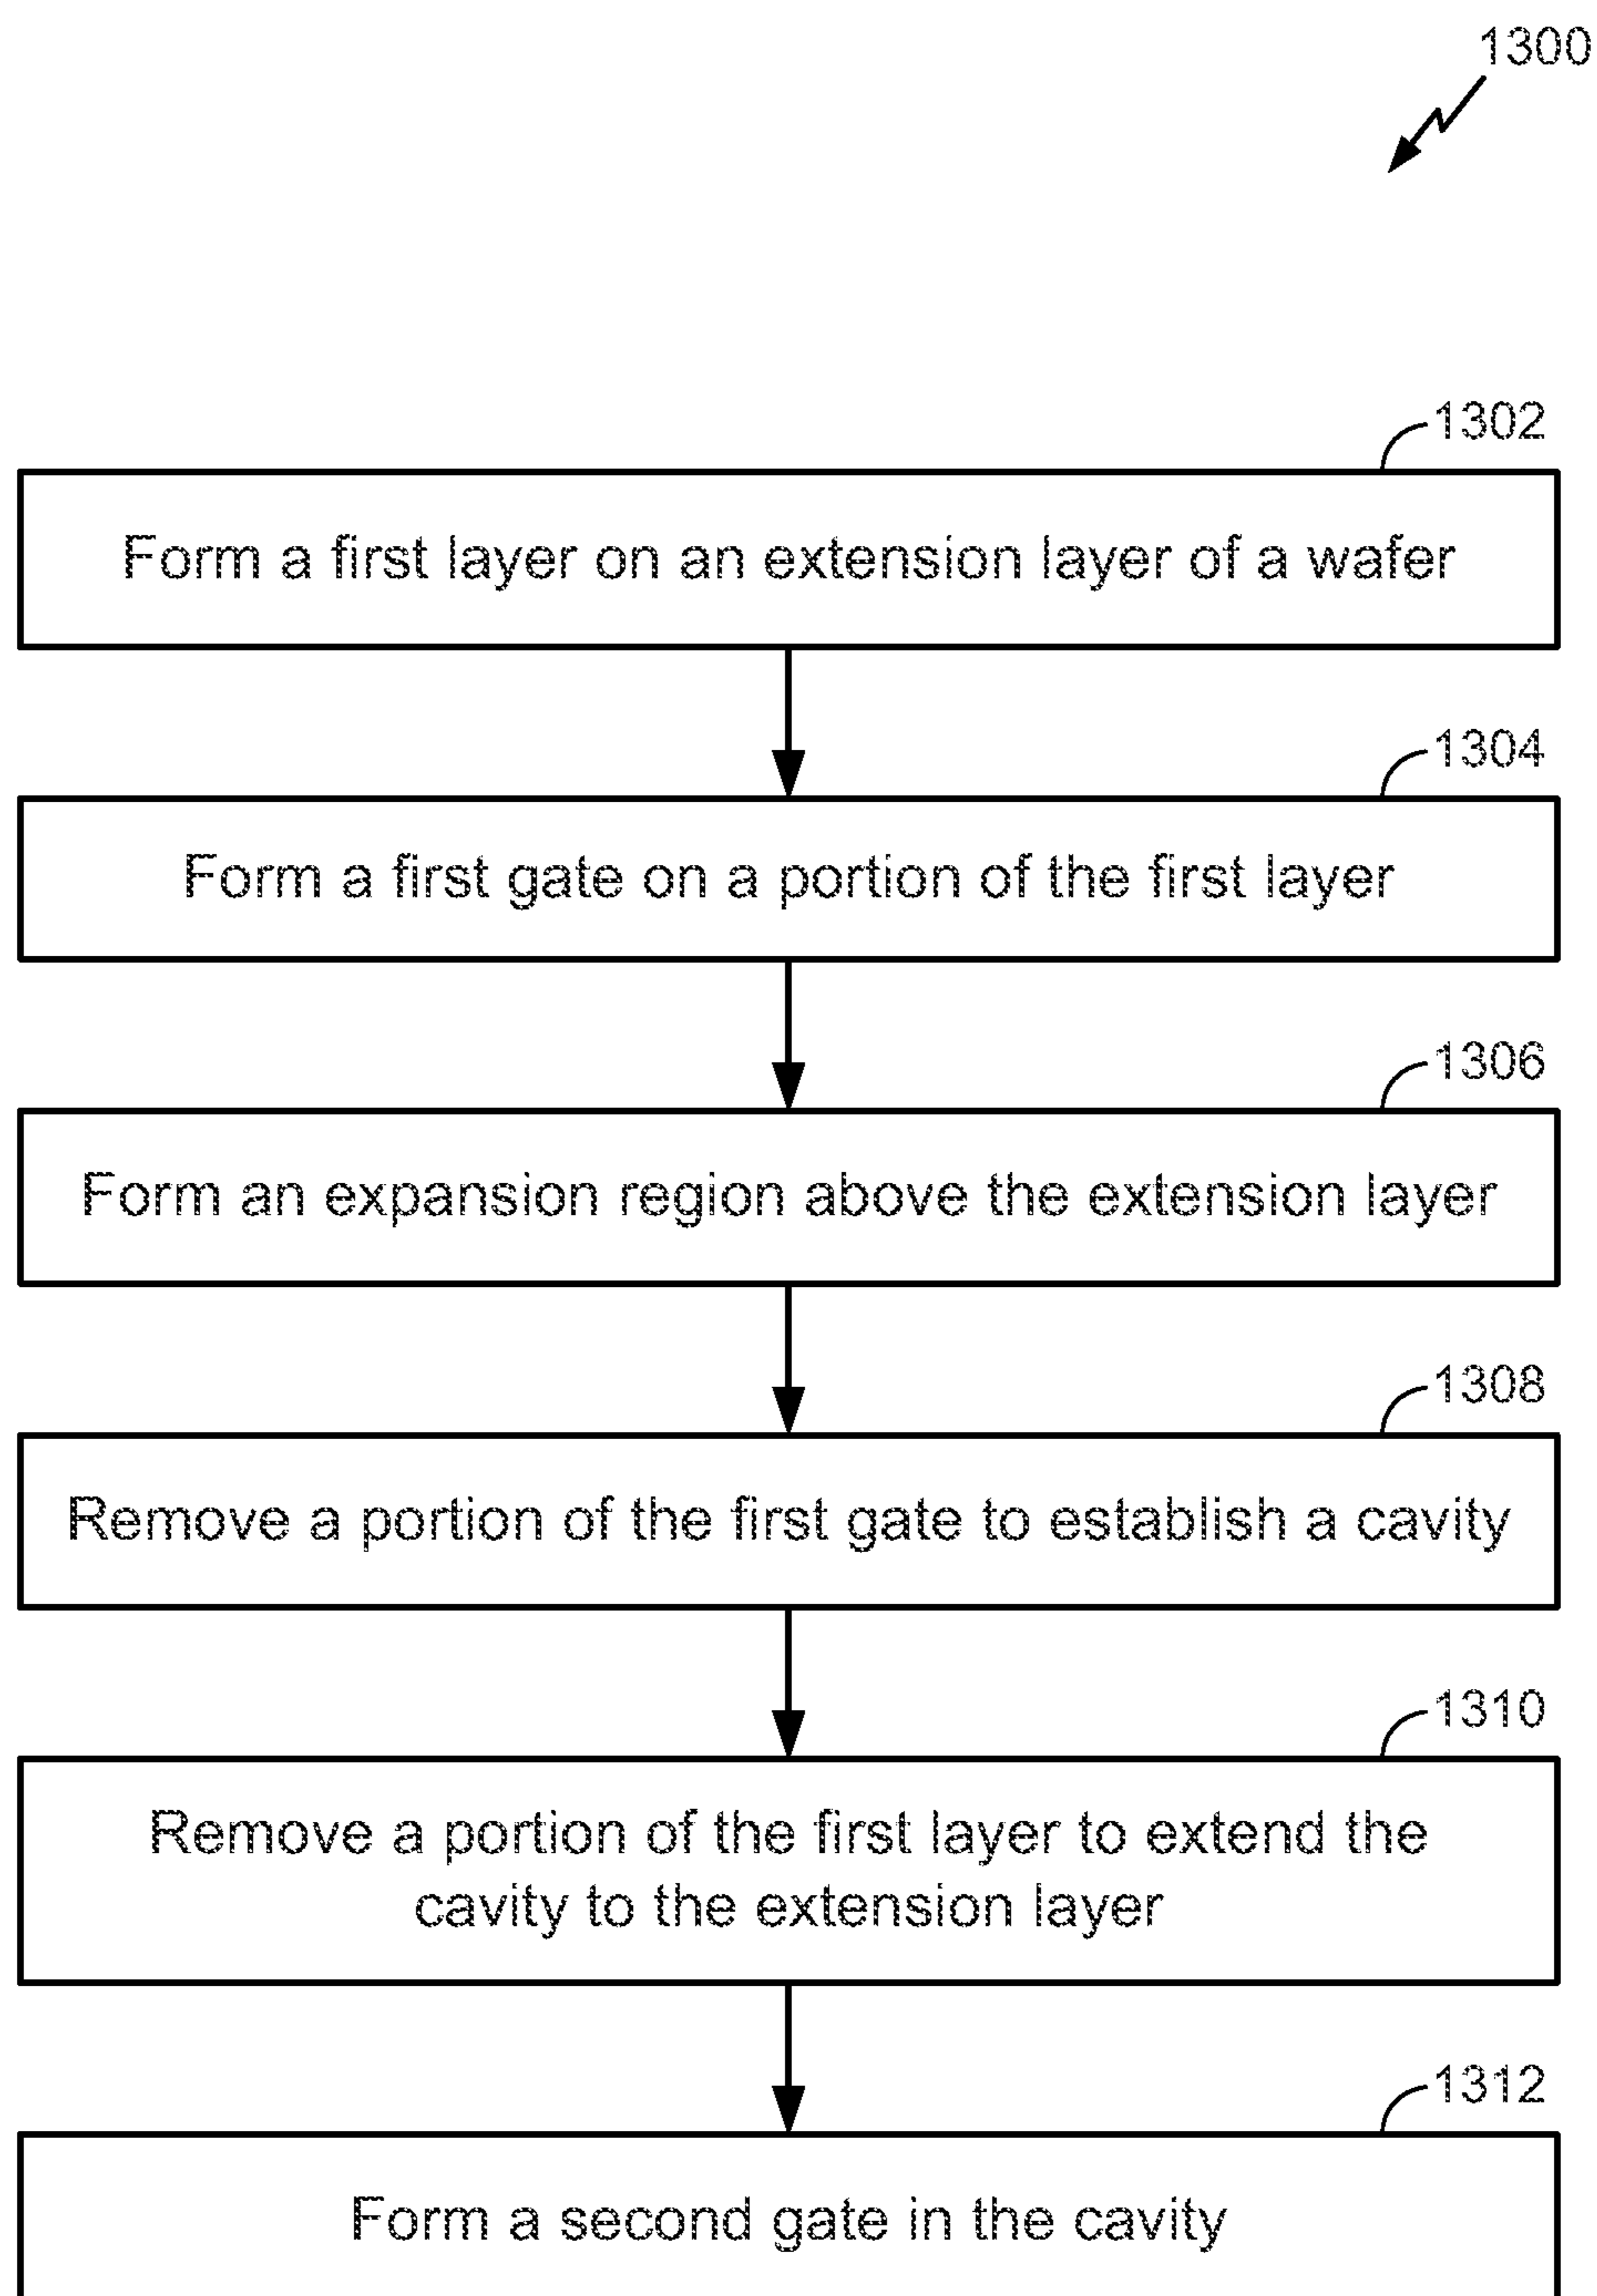 1300
1302
Form a first layer on an extension layer of a wafer
1304
Form a first gate on a portion of the first layer
1306
Form an expansion region above the extension layer
1308
Remove a portion of the first gate to establish a cavity
1310
Remove a portion of the first layer to extend the
cavity to the extension layer
1312
Form a second gate in the cavity